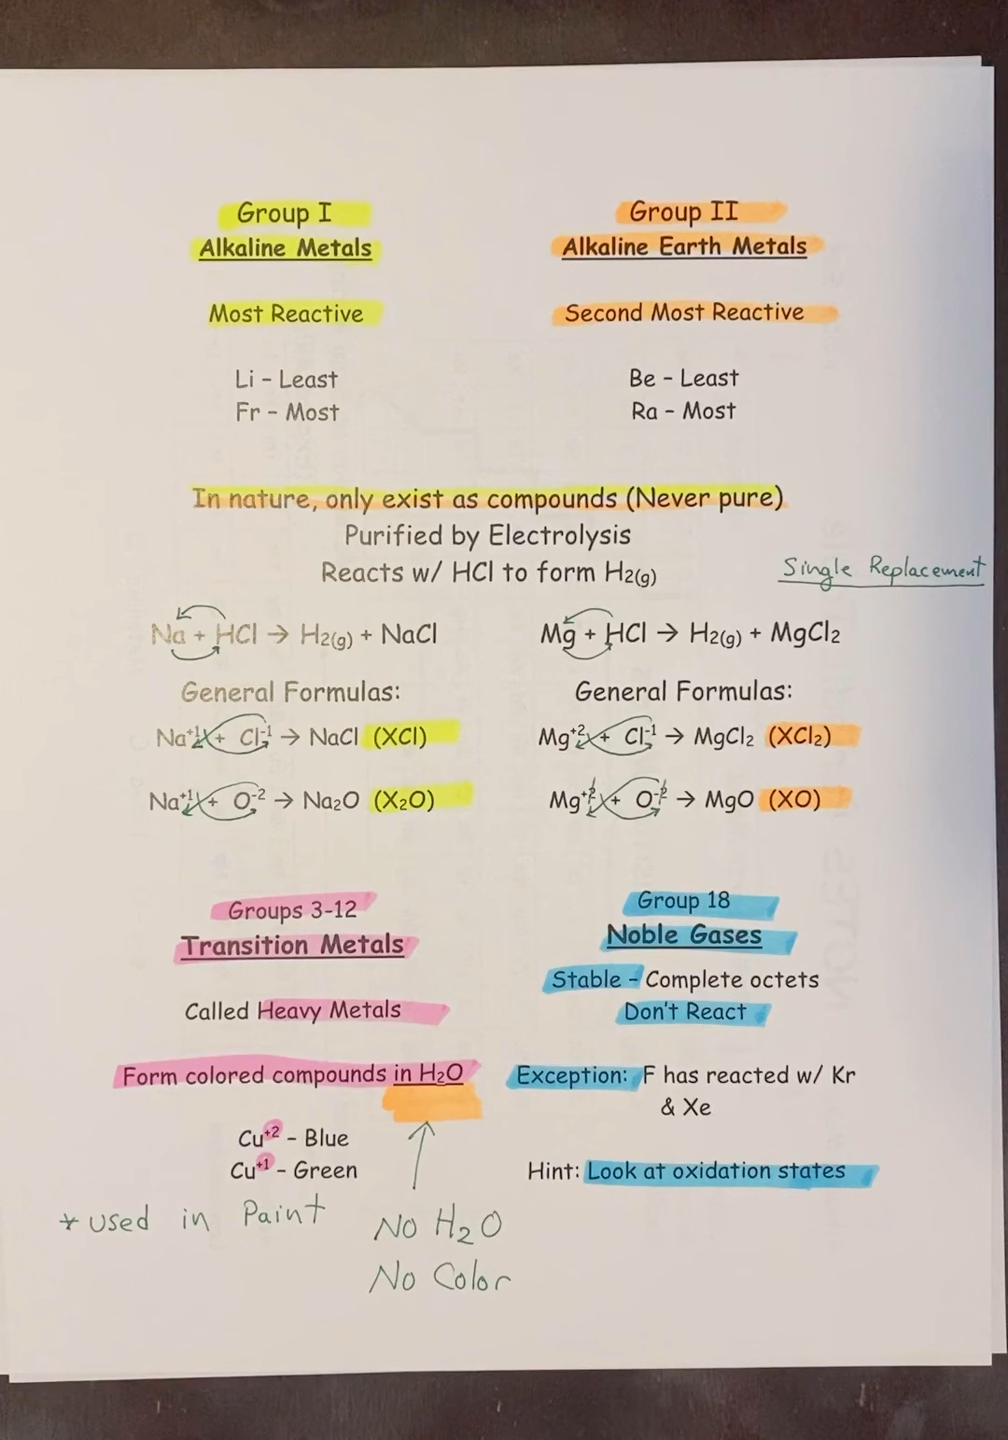 Group I
Alkaline Metals
Most Reactive
Li - Least
Fr - Most
Group II
Alkaline Earth Metals
Second Most Reactive
Be - Least
Ra - Most
In nature, only exist as compounds (Never pure)
Purified by Electrolysis
Reacts w/ HCl to form H₂(g)
Single Replacement
Na + HCl → H₂(g) + NaCl
General Formulas:
Na⁺¹ + Cl⁻¹ → NaCl (XCl)
Na⁺¹ + O⁻² → Na₂O (X₂O)
Mg + HCl → H₂(g) + MgCl₂
General Formulas:
Mg⁺² + Cl⁻¹ → MgCl₂ (XCl₂)
Mg⁺² + O⁻² → MgO (XO)
Groups 3-12
Transition Metals
Called Heavy Metals
Form colored compounds in H₂O
Cu⁺² - Blue
Cu⁺¹ - Green
* used in Paint
No H₂O
No Color
Group 18
Noble Gases
Stable - Complete octets
Don't React
Exception: F has reacted w/ Kr
& Xe
Hint: Look at oxidation states